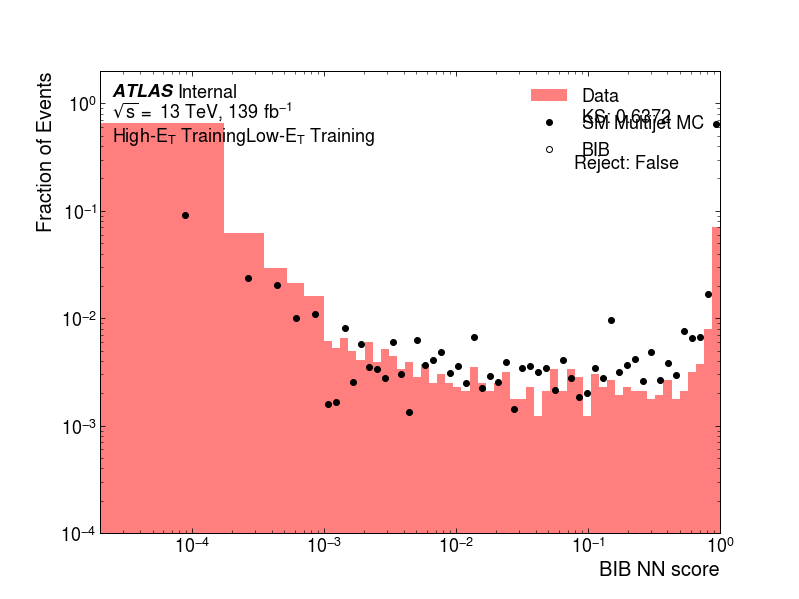 ATLAS Internal
√s = 13 TeV, 139 fb⁻¹
High-E_T TrainingLow-E_T Training
Data
KS: 0.6372
SM Multijet MC
BIB
Reject: False
Fraction of Events
10⁰
10⁻¹
10⁻²
10⁻³
10⁻⁴
10⁻⁴ 10⁻³ 10⁻² 10⁻¹ 10⁰
BIB NN score